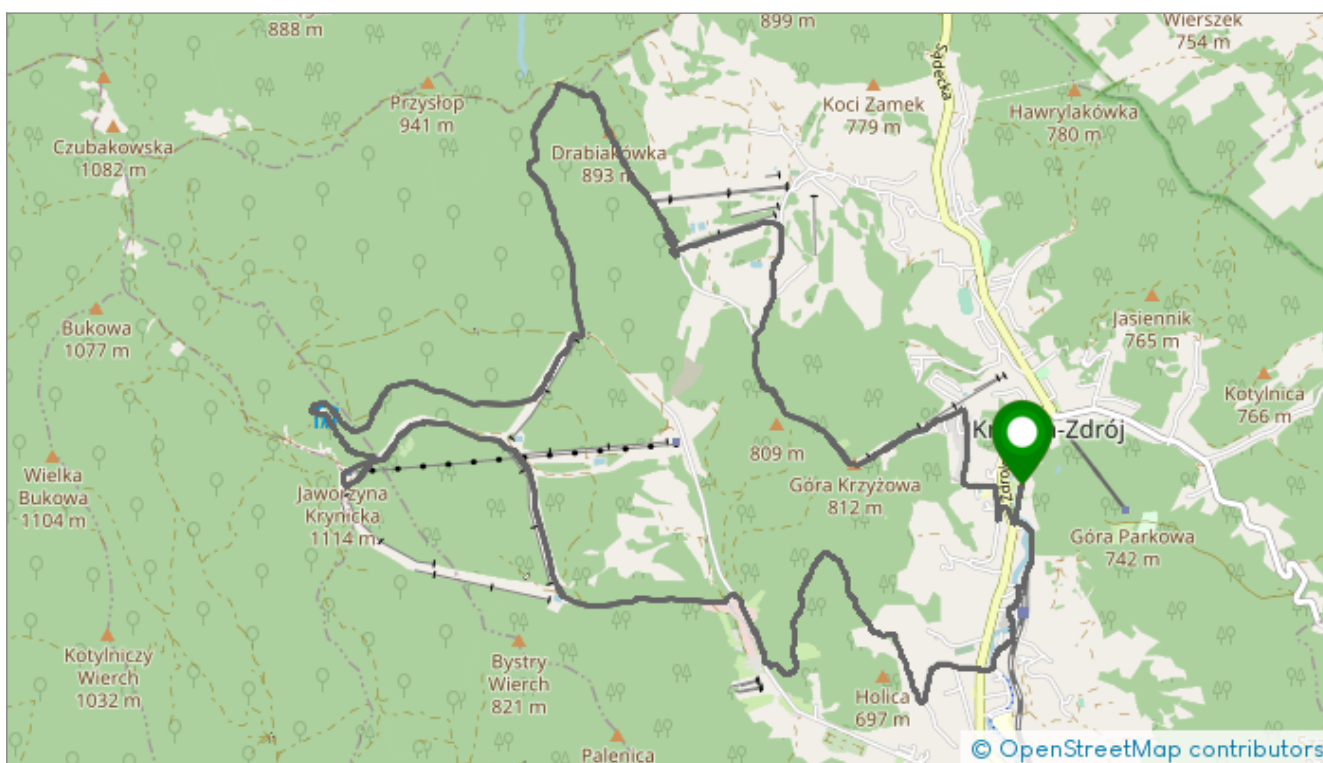 888 m
899 m
Wierszek
754 m
Sądecka
Przysłop
941 m
Koci Zamek
779 m
Hawrylakówka
780 m
Czubakowska
1082 m
Drabiakówka
893 m
Bukowa
1077 m
Jasiennik
765 m
Kotylnica
766 m
809 m
Wielka
Bukowa
1104 m
Jaworzyna
Krynicka
1114 m
Góra Krzyżowa
812 m
Góra Parkowa
742 m
Kotylniczy
Wierch
1032 m
Bystry
Wierch
821 m
Holica
697 m
Palenica
© OpenStreetMap contributors